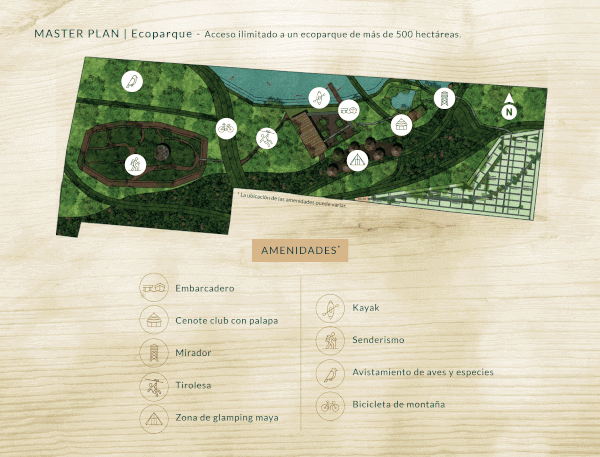 MASTER PLAN | Ecoparque - Acceso ilimitado a un ecoparque de más de 500 hectáreas.
N
* La ubicación de las amenidades puede variar.
AMENIDADES*
Embarcadero
Cenote club con palapa
Mirador
Tirolesa
Zona de glamping maya
Kayak
Senderismo
Avistamiento de aves y especies
Bicicleta de montaña